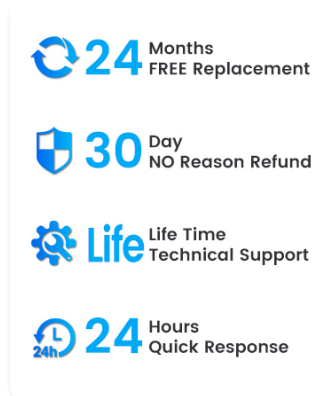 24 Months
FREE Replacement
30 Day
NO Reason Refund
Life Life Time
Technical Support
24h 24 Hours
Quick Response